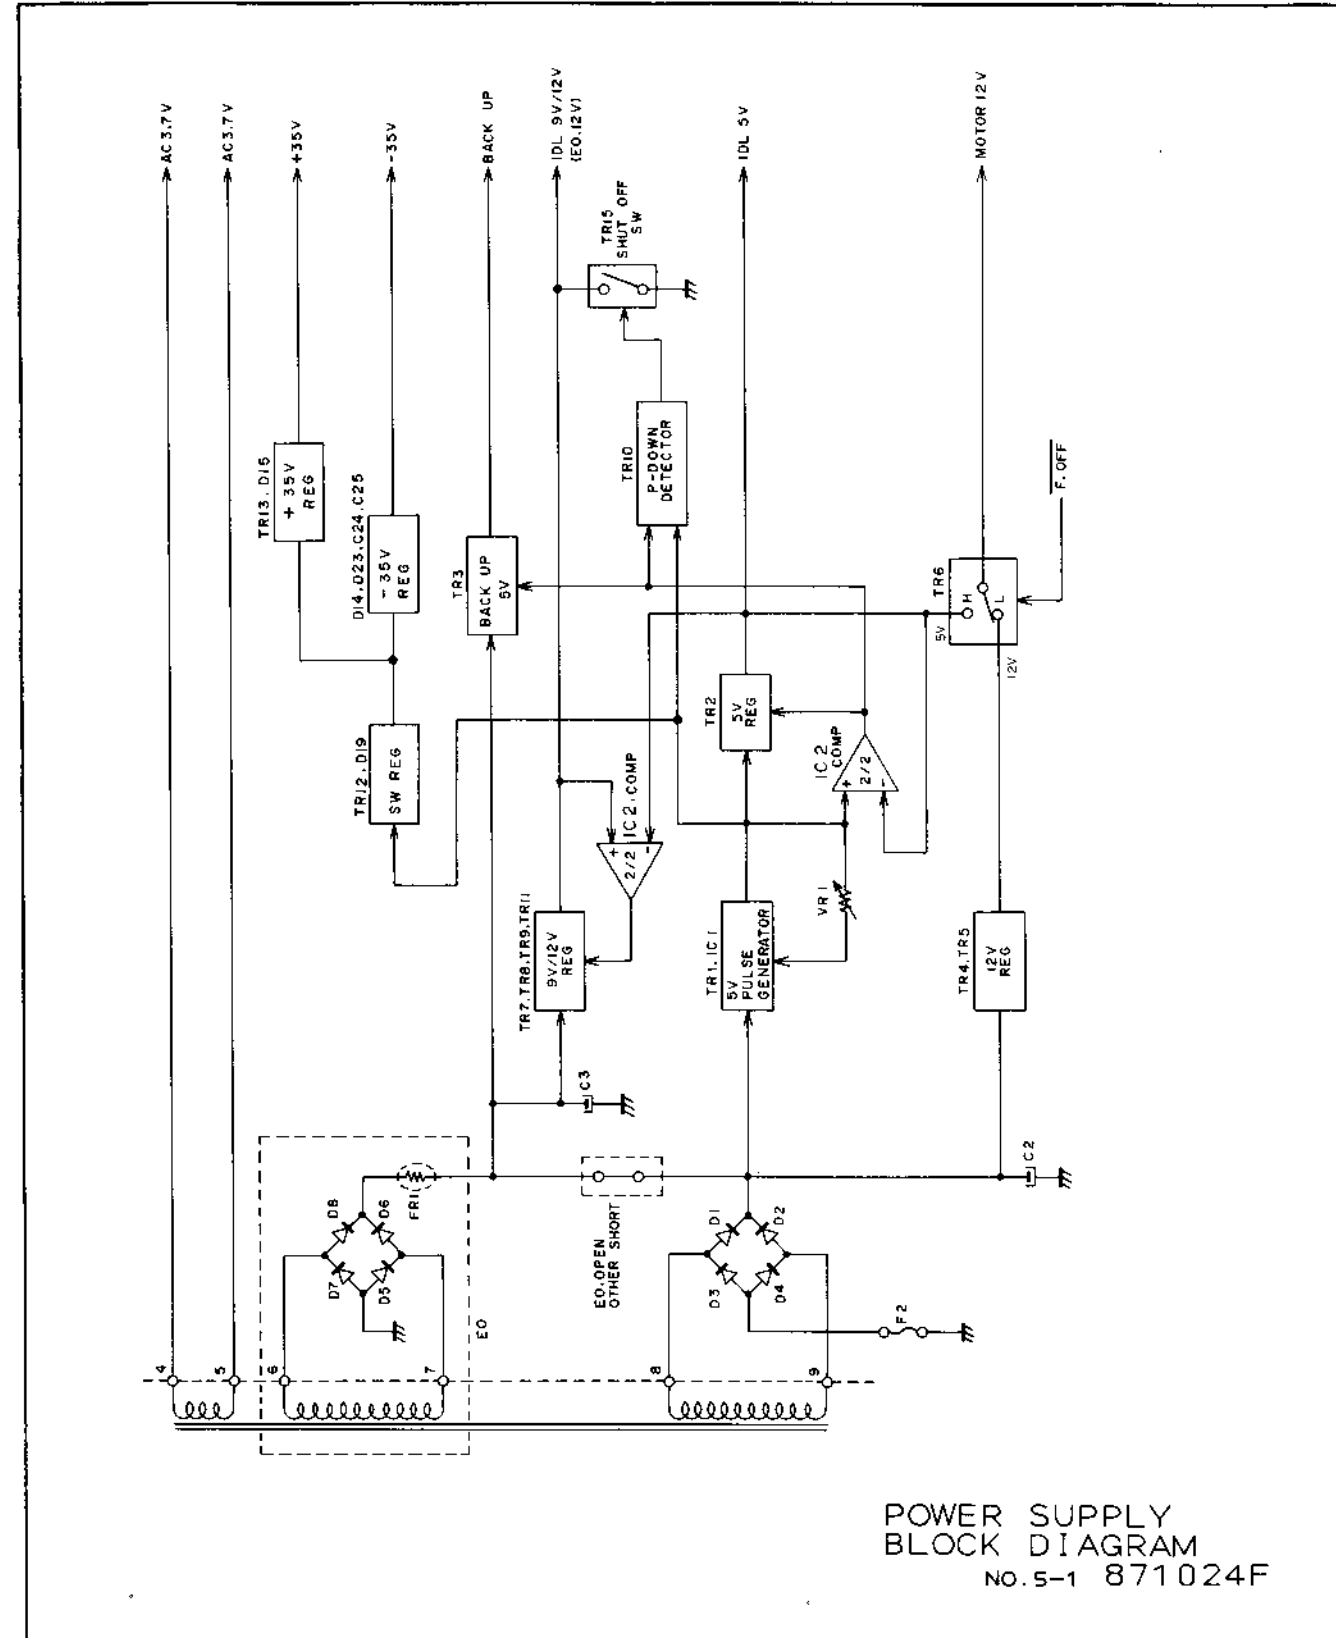 AC3.7V
AC3.7V
+35V
-35V
BACK UP
IDL 9V/12V
(EO.12V)
IDL 5V
MOTOR 12V
TR15
SHUT OFF
SW
TR13.D15
+35V
REG
D14.D23.C24.C25
-35V
REG
TR3
BACK UP
5V
TR10
P-DOWN
DETECTOR
F.OFF
TR6
5V
H
L
12V
TR12.D19
SW REG
TR2
5V
REG
IC2
COMP
2/2
+
-
IC2.COMP
2/2
+
-
TR7.TR8.TR9.TR11
9V/12V
REG
TR1.IC1
5V
PULSE
GENERATOR
VR1
TR4.TR5
12V
REG
C3
C2
D8
D6
D7
D5
FR1
EO
EO.OPEN
OTHER SHORT
D1
D2
D3
D4
F2
4
5
6
7
8
9
POWER SUPPLY
BLOCK DIAGRAM
NO.5-1 871024F